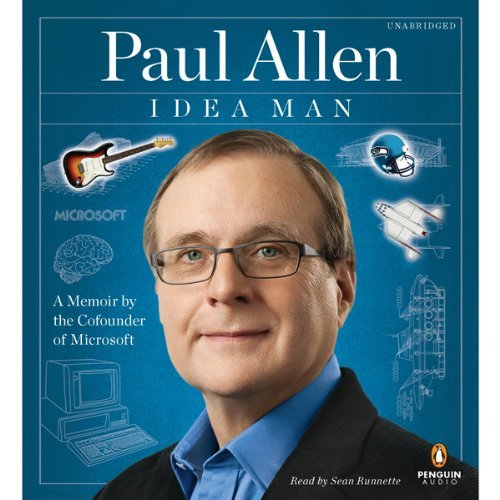 UNABRIDGED
Paul Allen
IDEA MAN
MICROSOFT
A Memoir by
the Cofounder
of Microsoft
Read by Sean Runnette
PENGUIN
AUDIO